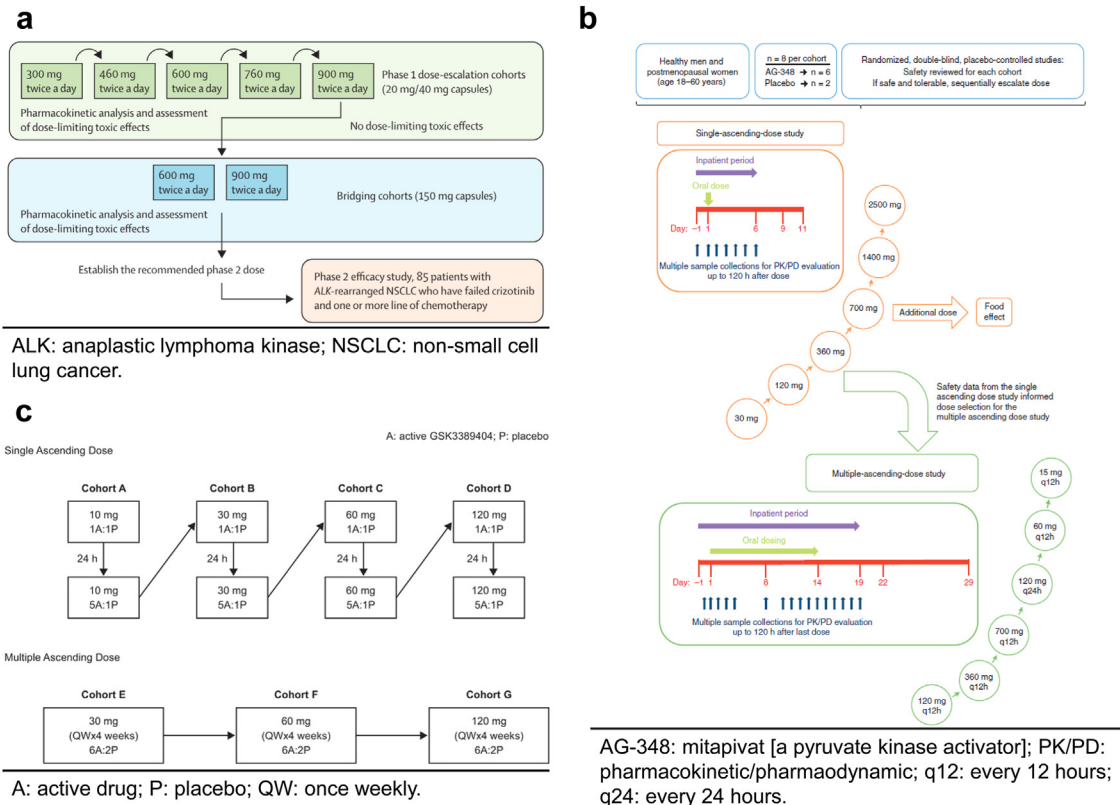 a
300 mg
twice a day
460 mg
twice a day
600 mg
twice a day
760 mg
twice a day
900 mg
twice a day
Phase 1 dose-escalation cohorts
(20 mg/40 mg capsules)
Pharmacokinetic analysis and assessment
of dose-limiting toxic effects
No dose-limiting toxic effects
600 mg
twice a day
900 mg
twice a day
Bridging cohorts (150 mg capsules)
Pharmacokinetic analysis and assessment
of dose-limiting toxic effects
Establish the recommended phase 2 dose
Phase 2 efficacy study, 85 patients with
ALK-rearranged NSCLC who have failed crizotinib
and one or more line of chemotherapy
ALK: anaplastic lymphoma kinase; NSCLC: non-small cell
lung cancer.
b
Healthy men and
postmenopausal women
(age 18–60 years)
n = 8 per cohort
AG-348 → n = 6
Placebo → n = 2
Randomized, double-blind, placebo-controlled studies:
Safety reviewed for each cohort
If safe and tolerable, sequentially escalate dose
Single-ascending-dose study
Inpatient period
Oral dose
Day: –1 1 6 9 11
Multiple sample collections for PK/PD evaluation
up to 120 h after dose
2500 mg
1400 mg
700 mg
Additional dose
Food
effect
360 mg
120 mg
30 mg
Safety data from the single
ascending dose study informed
dose selection for the
multiple ascending dose study
Multiple-ascending-dose study
Inpatient period
Oral dosing
Day: –1 1 8 14 19 22 29
Multiple sample collections for PK/PD evaluation
up to 120 h after last dose
15 mg
q12h
60 mg
q12h
120 mg
q24h
700 mg
q12h
360 mg
q12h
120 mg
q12h
AG-348: mitapivat [a pyruvate kinase activator]; PK/PD:
pharmacokinetic/pharmaodynamic; q12: every 12 hours;
q24: every 24 hours.
c
A: active GSK3389404; P: placebo
Single Ascending Dose
Cohort A
10 mg
1A:1P
24 h
10 mg
5A:1P
Cohort B
30 mg
1A:1P
24 h
30 mg
5A:1P
Cohort C
60 mg
1A:1P
24 h
60 mg
5A:1P
Cohort D
120 mg
1A:1P
24 h
120 mg
5A:1P
Multiple Ascending Dose
Cohort E
30 mg
(QWx4 weeks)
6A:2P
Cohort F
60 mg
(QWx4 weeks)
6A:2P
Cohort G
120 mg
(QWx4 weeks)
6A:2P
A: active drug; P: placebo; QW: once weekly.